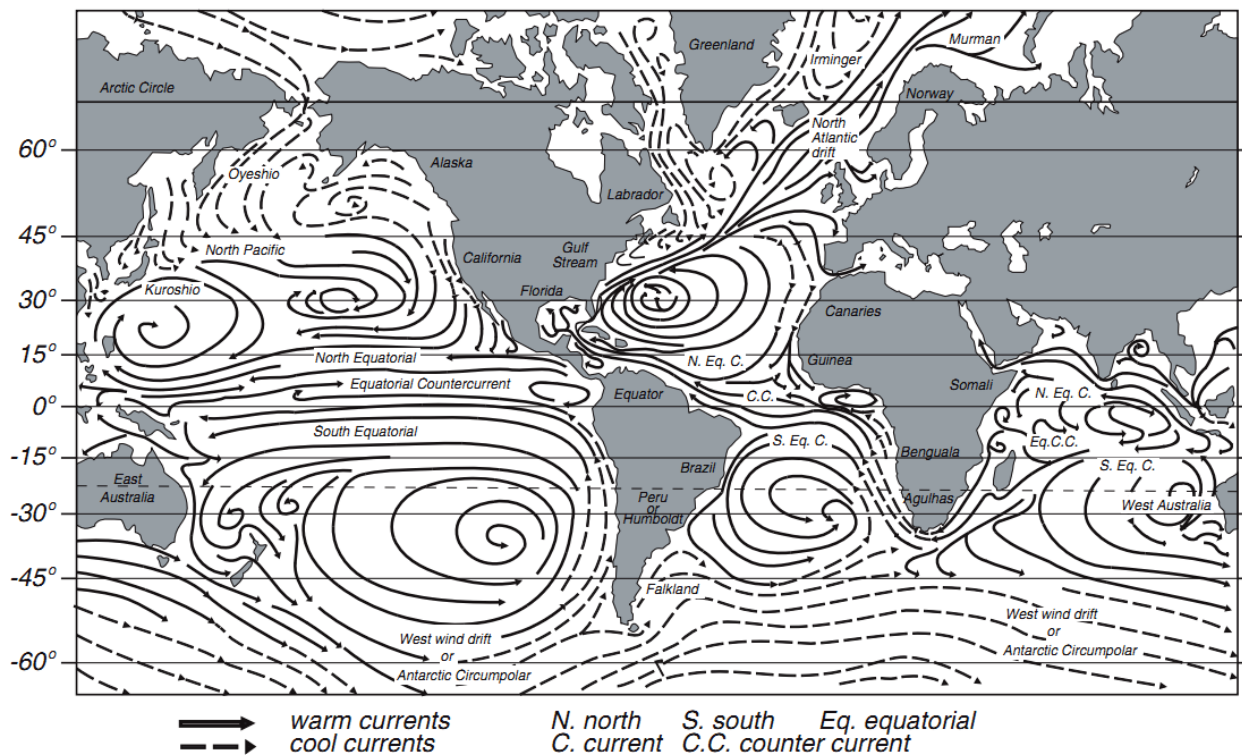 Greenland
Murman
Irminger
Arctic Circle
Norway
North
Atlantic
drift
60°
Alaska
Oyeshio
Labrador
45°
North Pacific
Gulf
Stream
California
Kuroshio
Florida
30°
Canaries
15°
North Equatorial
N. Eq. C.
Guinea
Equatorial Countercurrent
Equator
C.C.
Somali
N. Eq. C.
0°
South Equatorial
S. Eq. C.
Eq.C.C.
Benguala
-15°
Brazil
S. Eq. C.
East
Australia
Peru
or
Humboldt
Agulhas
West Australia
-30°
-45°
Falkland
West wind drift
or
Antarctic Circumpolar
West wind drift
or
Antarctic Circumpolar
-60°
warm currents N. north S. south Eq. equatorial
cool currents C. current C.C. counter current